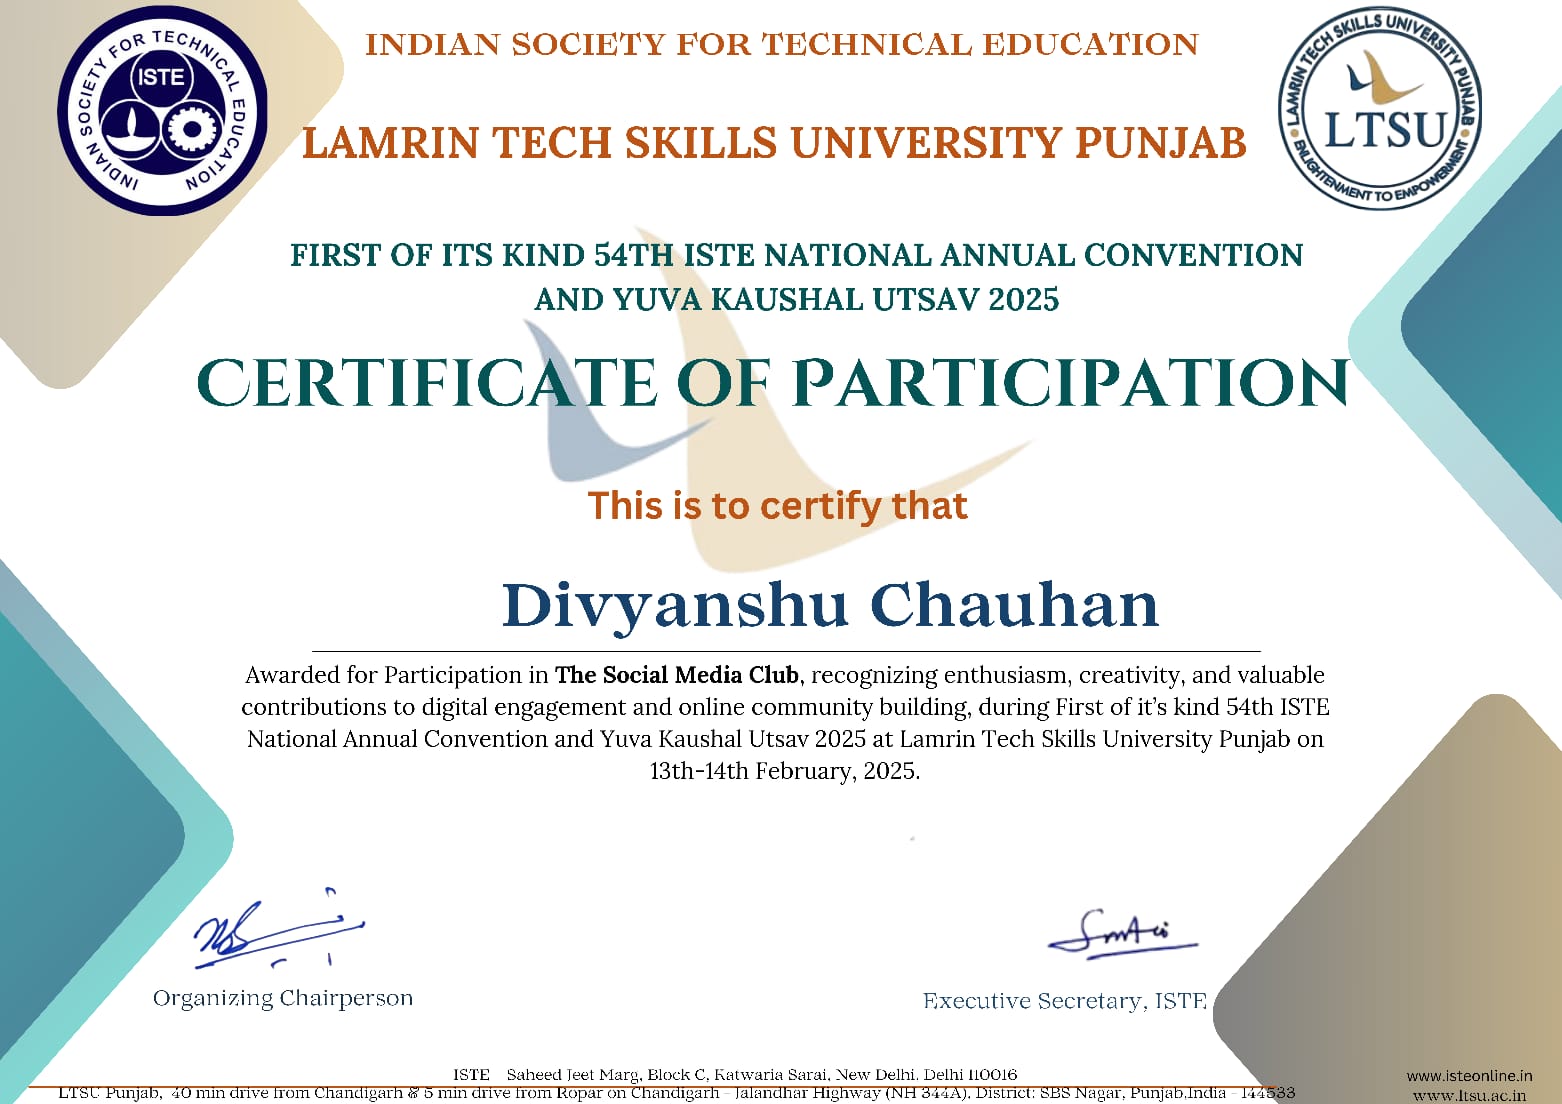 INDIAN SOCIETY FOR TECHNICAL EDUCATION
ISTE
INDIAN SOCIETY FOR TECHNICAL EDUCATION
LAMRIN TECH SKILLS UNIVERSITY PUNJAB
LTSU
ENLIGHTENMENT TO EMPOWERMENT
LAMRIN TECH SKILLS UNIVERSITY PUNJAB
FIRST OF ITS KIND 54TH ISTE NATIONAL ANNUAL CONVENTION
AND YUVA KAUSHAL UTSAV 2025
CERTIFICATE OF PARTICIPATION
This is to certify that
Divyanshu Chauhan
Awarded for Participation in The Social Media Club, recognizing enthusiasm, creativity, and valuable
contributions to digital engagement and online community building, during First of it’s kind 54th ISTE
National Annual Convention and Yuva Kaushal Utsav 2025 at Lamrin Tech Skills University Punjab on
13th-14th February, 2025.
Organizing Chairperson
Executive Secretary, ISTE
ISTE Saheed Jeet Marg, Block C, Katwaria Sarai, New Delhi, Delhi 110016
LTSU Punjab, 40 min drive from Chandigarh & 5 min drive from Ropar on Chandigarh - Jalandhar Highway (NH 344A), District: SBS Nagar, Punjab,India - 144533
www.isteonline.in
www.ltsu.ac.in